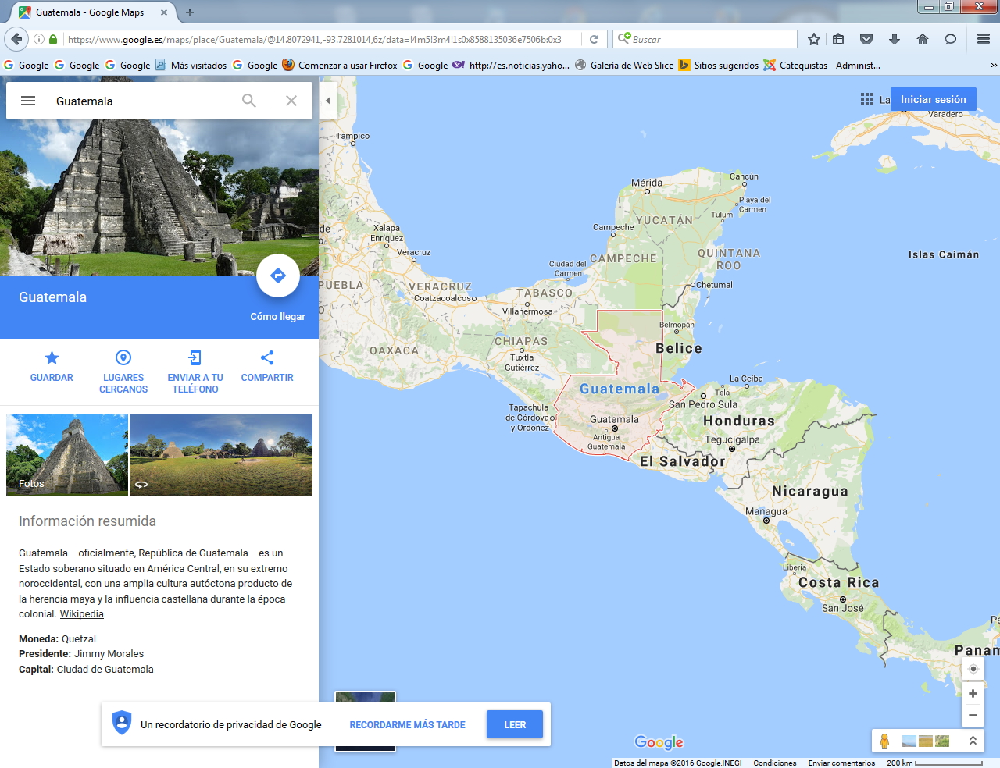 Guatemala - Google Maps
https://www.google.es/maps/place/Guatemala/@14.8072941,-93.7281014,6z/data=!4m5!3m4!1s0x8588135036e7506b:0x3
Buscar
Google
Google
Google
Más visitados
Google
Comenzar a usar Firefox
Google
http://es.noticias.yaho...
Galería de Web Slice
Sitios sugeridos
Catequistas - Administ...
Guatemala
Guatemala
Cómo llegar
GUARDAR
LUGARES
CERCANOS
ENVIAR A TU
TELÉFONO
COMPARTIR
Fotos
Información resumida
Guatemala —oficialmente, República de Guatemala— es un
Estado soberano situado en América Central, en su extremo
noroccidental, con una amplia cultura autóctona producto de
la herencia maya y la influencia castellana durante la época
colonial. Wikipedia
Moneda: Quetzal
Presidente: Jimmy Morales
Capital: Ciudad de Guatemala
Un recordatorio de privacidad de Google
RECORDARME MÁS TARDE
LEER
La
Iniciar sesión
Varadero
Tampico
Mérida
Cancún
Playa del
Carmen
Tulum
YUCATÁN
Campeche
Xalapa
Enríquez
de
Veracruz
CAMPECHE
QUINTANA
ROO
Islas Caimán
Ciudad del
Carmen
PUEBLA
VERACRUZ
Coatzacoalcos
TABASCO
Chetumal
Villahermosa
Belmopán
Belice
CHIAPAS
OAXACA
Tuxtla
Gutiérrez
Guatemala
La Ceiba
Tela
San Pedro Sula
Tapachula
de Córdova
y Ordoñez
Guatemala
Antigua
Guatemala
Honduras
Tegucigalpa
El Salvador
Nicaragua
Managua
Liberia
Costa Rica
San José
Pa
Panam
Google
Datos del mapa ©2016 Google,INEGI
Condiciones
Enviar comentarios
200 km